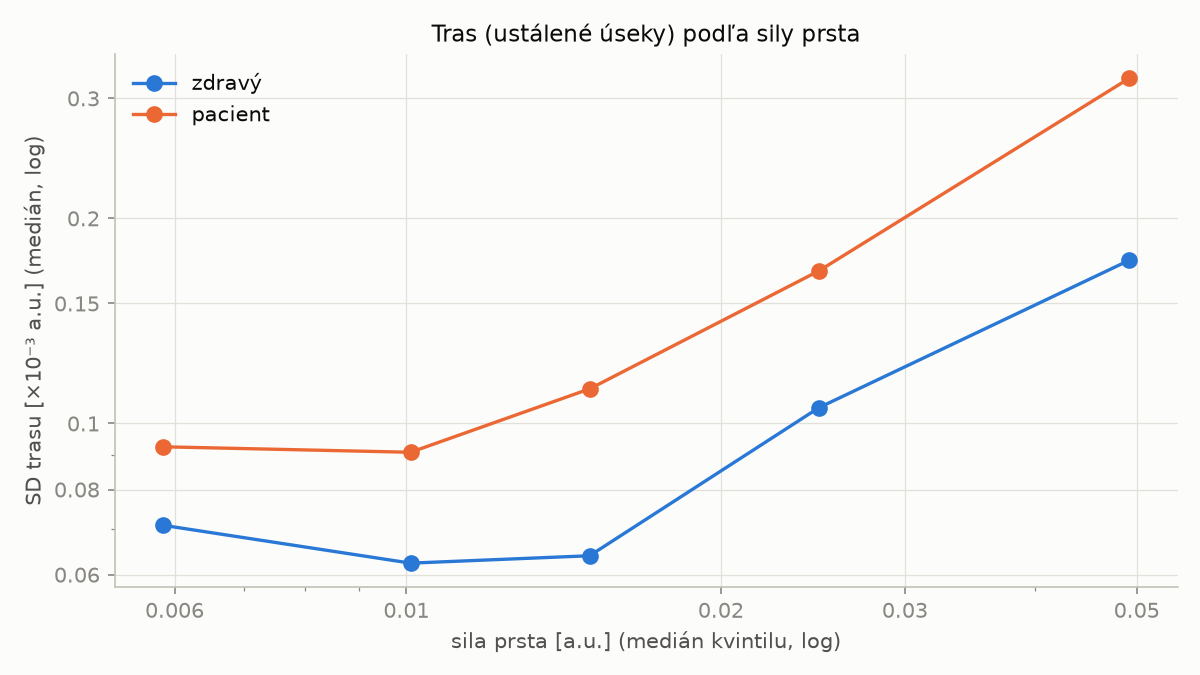 Tras (ustálené úseky) podľa sily prsta
zdravý
pacient
SD trasu [×10⁻³ a.u.] (medián, log)
0.3
0.2
0.15
0.1
0.08
0.06
0.006
0.01
0.02
0.03
0.05
sila prsta [a.u.] (medián kvintilu, log)